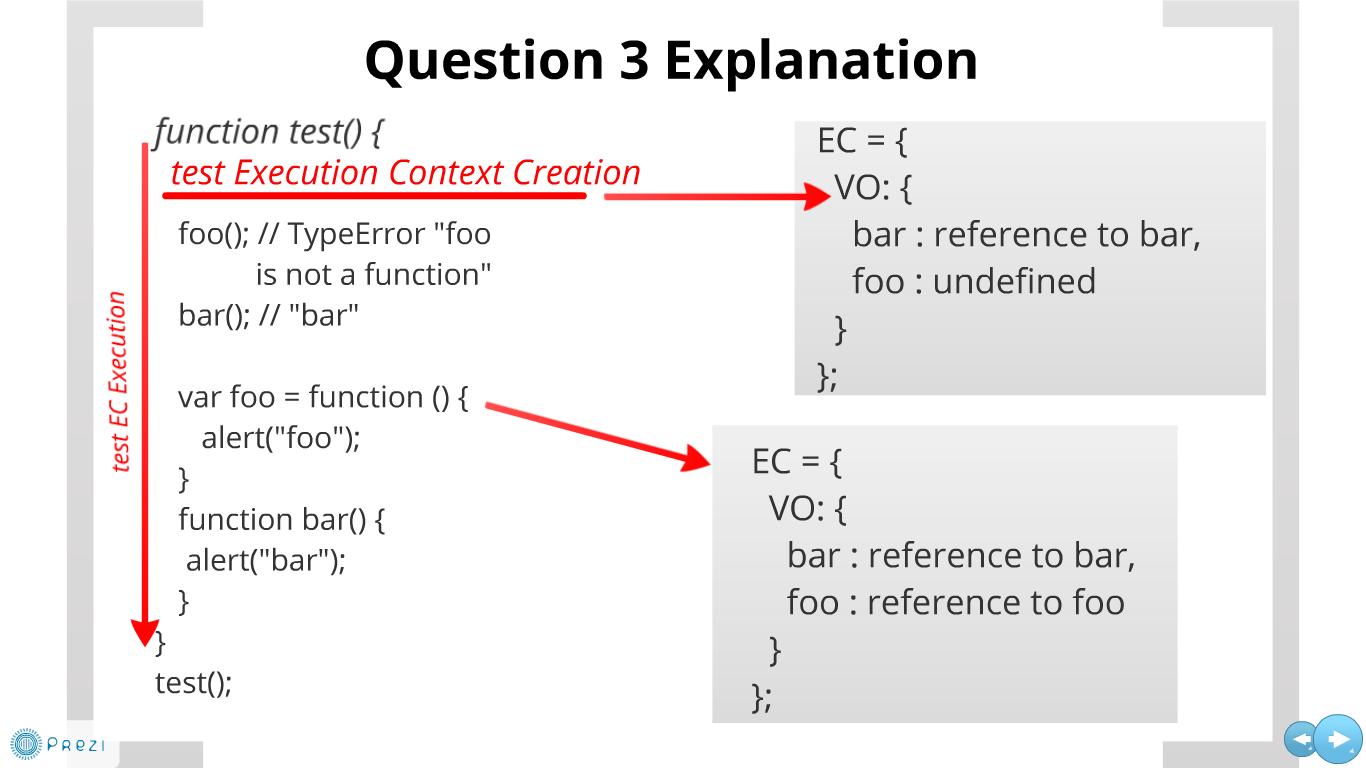 Question 3 Explanation
function test() {
test Execution Context Creation
foo(); // TypeError "foo
is not a function"
bar(); // "bar"
var foo = function () {
alert("foo");
}
function bar() {
alert("bar");
}
}
test();
test EC Execution
EC = {
VO: {
bar : reference to bar,
foo : undefined
}
};
EC = {
VO: {
bar : reference to bar,
foo : reference to foo
}
};
Prezi